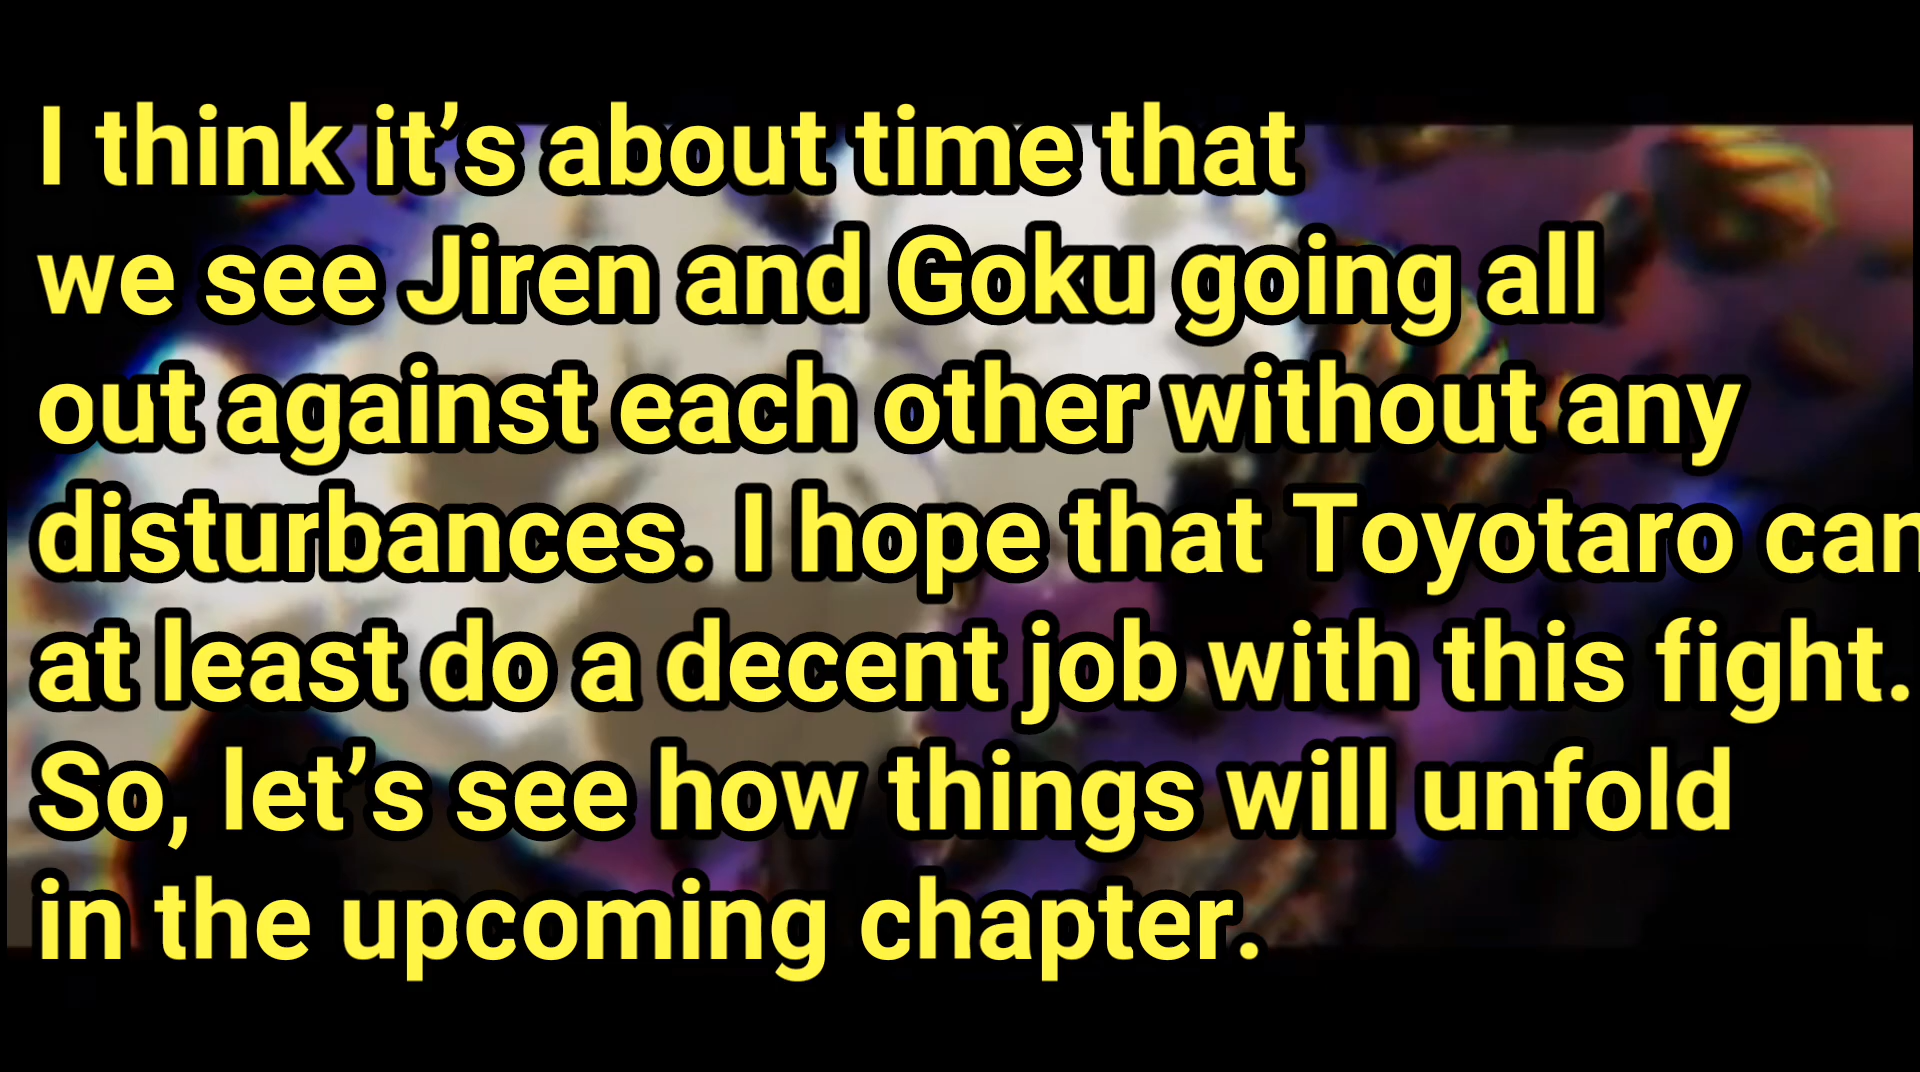 I think it’s about time that
we see Jiren and Goku going all
out against each other without any
disturbances. I hope that Toyotaro can
at least do a decent job with this fight.
So, let’s see how things will unfold
in the upcoming chapter.